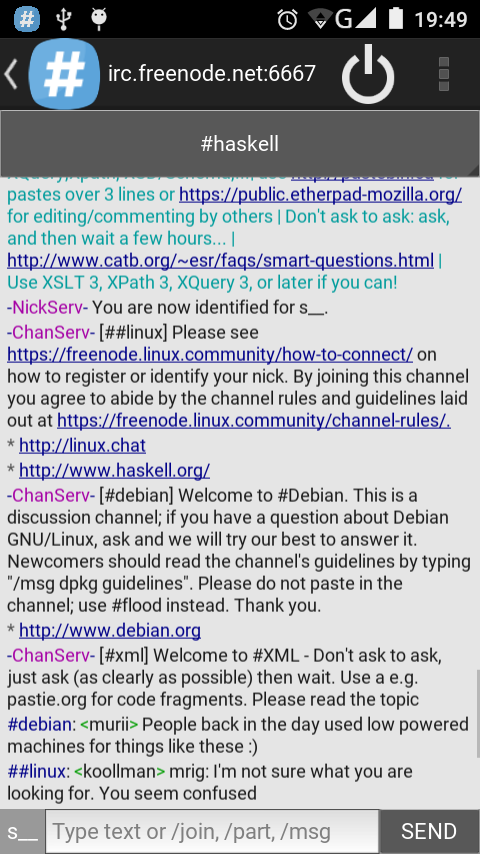 19:49
irc.freenode.net:6667
#haskell
pastes over 3 lines or https://public.etherpad-mozilla.org/
for editing/commenting by others | Don't ask to ask: ask,
and then wait a few hours... |
http://www.catb.org/~esr/faqs/smart-questions.html |
Use XSLT 3, XPath 3, XQuery 3, or later if you can!
-NickServ- You are now identified for s__.
-ChanServ- [##linux] Please see
https://freenode.linux.community/how-to-connect/ on
how to register or identify your nick. By joining this channel
you agree to abide by the channel rules and guidelines laid
out at https://freenode.linux.community/channel-rules/.
* http://linux.chat
* http://www.haskell.org/
-ChanServ- [#debian] Welcome to #Debian. This is a
discussion channel; if you have a question about Debian
GNU/Linux, ask and we will try our best to answer it.
Newcomers should read the channel's guidelines by typing
"/msg dpkg guidelines". Please do not paste in the
channel; use #flood instead. Thank you.
* http://www.debian.org
-ChanServ- [#xml] Welcome to #XML - Don't ask to ask,
just ask (as clearly as possible) then wait. Use a e.g.
pastie.org for code fragments. Please read the topic
#debian: <murii> People back in the day used low powered
machines for things like these :)
##linux: <koollman> mrig: I'm not sure what you are
looking for. You seem confused
s__ Type text or /join, /part, /msg SEND